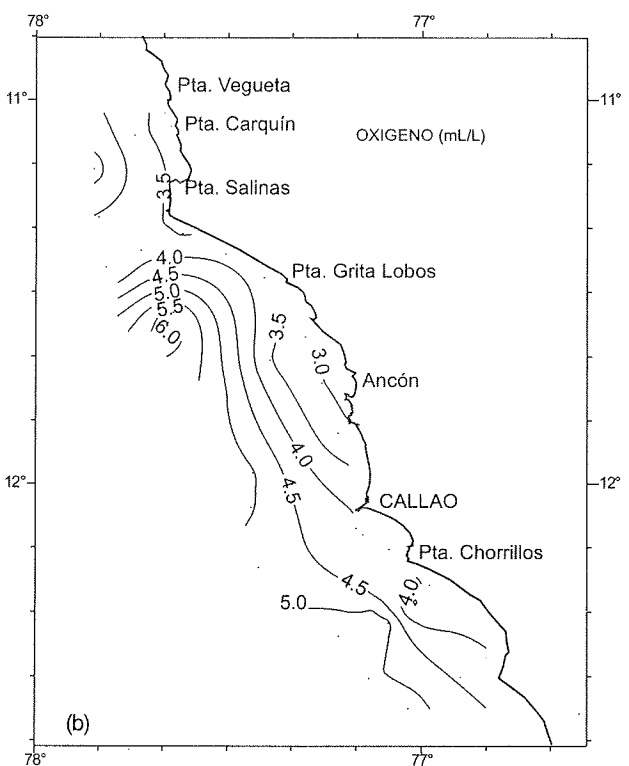 78°
77°
11°
11°
Pta. Vegueta
Pta. Carquín
OXIGENO (mL/L)
3.5
Pta. Salinas
4.0
4.5
5.0
5.5
6.0
Pta. Grita Lobos
3.5
3.0
Ancón
4.0
4.5
12°
12°
CALLAO
Pta. Chorrillos
4.5
4.0
5.0
(b)
78°
77°